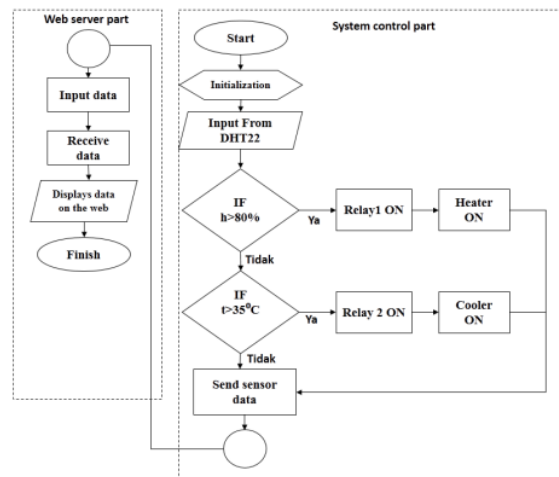 Web server part
Input data
Receive
data
Displays data
on the web
Finish
System control part
Start
Initialization
Input From
DHT22
IF
h>80%
Ya
Relay1 ON
Heater
ON
Tidak
IF
t>35°C
Ya
Relay 2 ON
Cooler
ON
Tidak
Send sensor
data